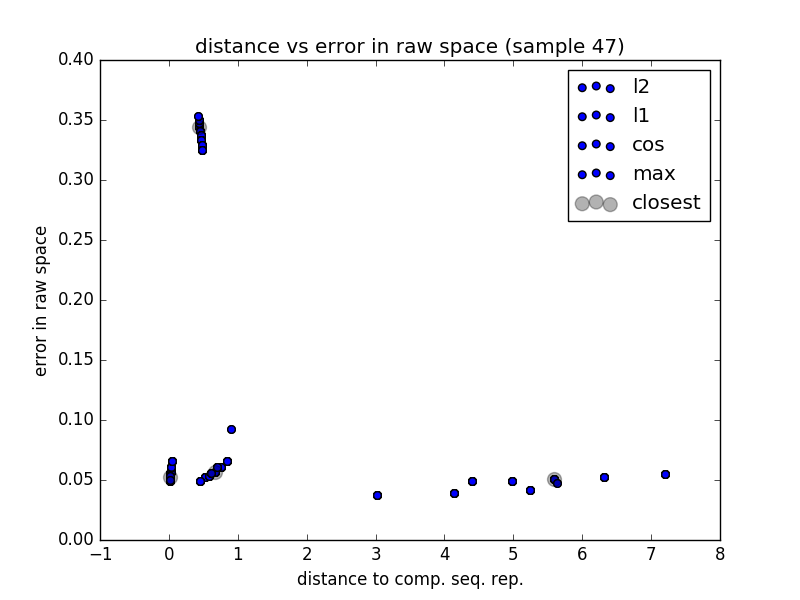 distance vs error in raw space (sample 47)
0.40
0.35
0.30
0.25
0.20
0.15
0.10
0.05
0.00
error in raw space
l2
l1
cos
max
closest
−1 0 1 2 3 4 5 6 7 8
distance to comp. seq. rep.